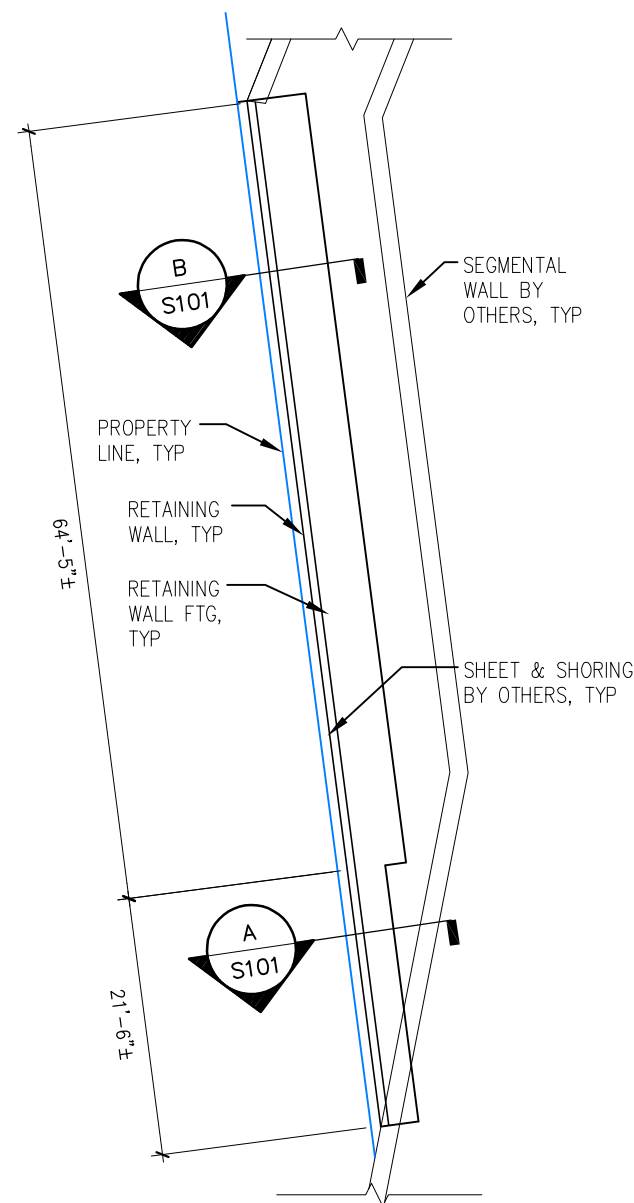 B
S101
SEGMENTAL
WALL BY
OTHERS, TYP
PROPERTY
LINE, TYP
RETAINING
WALL, TYP
64'-5"±
RETAINING
WALL FTG,
TYP
SHEET & SHORING
BY OTHERS, TYP
A
S101
21'-6"±